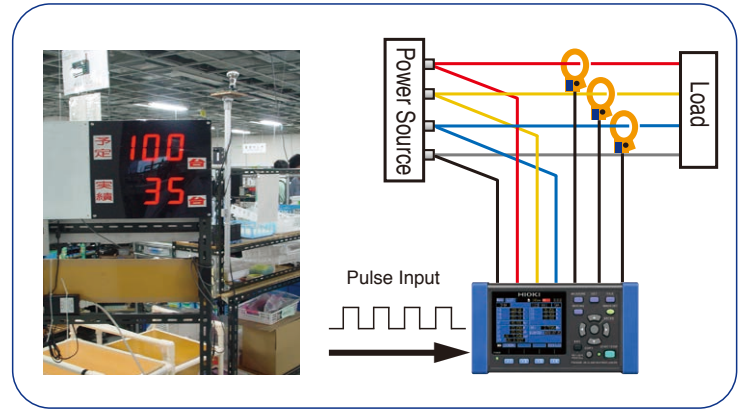 予定 100 台
実績 35 台
Power Source
Load
Pulse Input
HIOKI